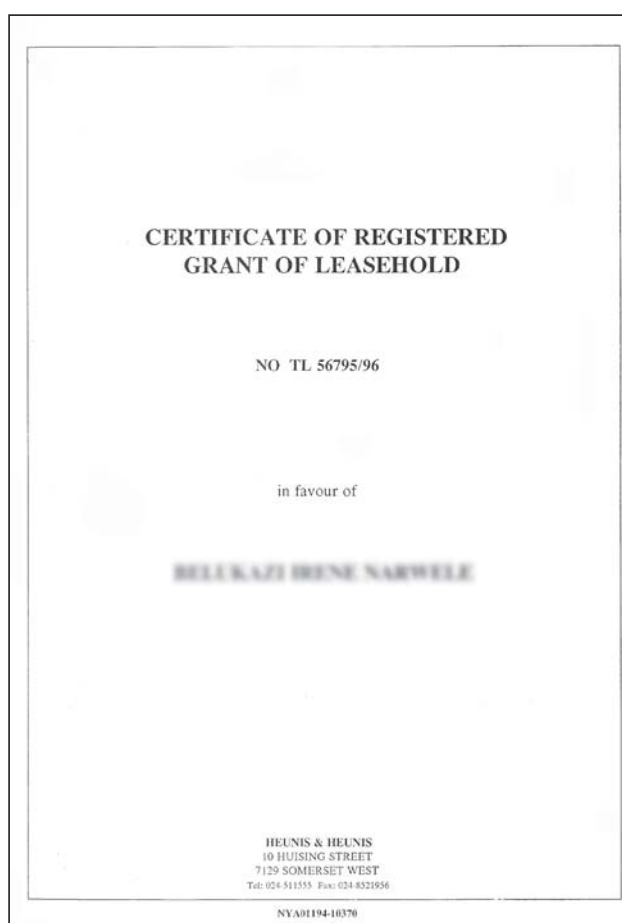 CERTIFICATE OF REGISTERED
GRANT OF LEASEHOLD
NO TL 56795/96
in favour of
HEUNIS & HEUNIS
10 HUISING STREET
7129 SOMERSET WEST
Tel: 024-511555 Fax: 024-8521956
NYA01194-10370